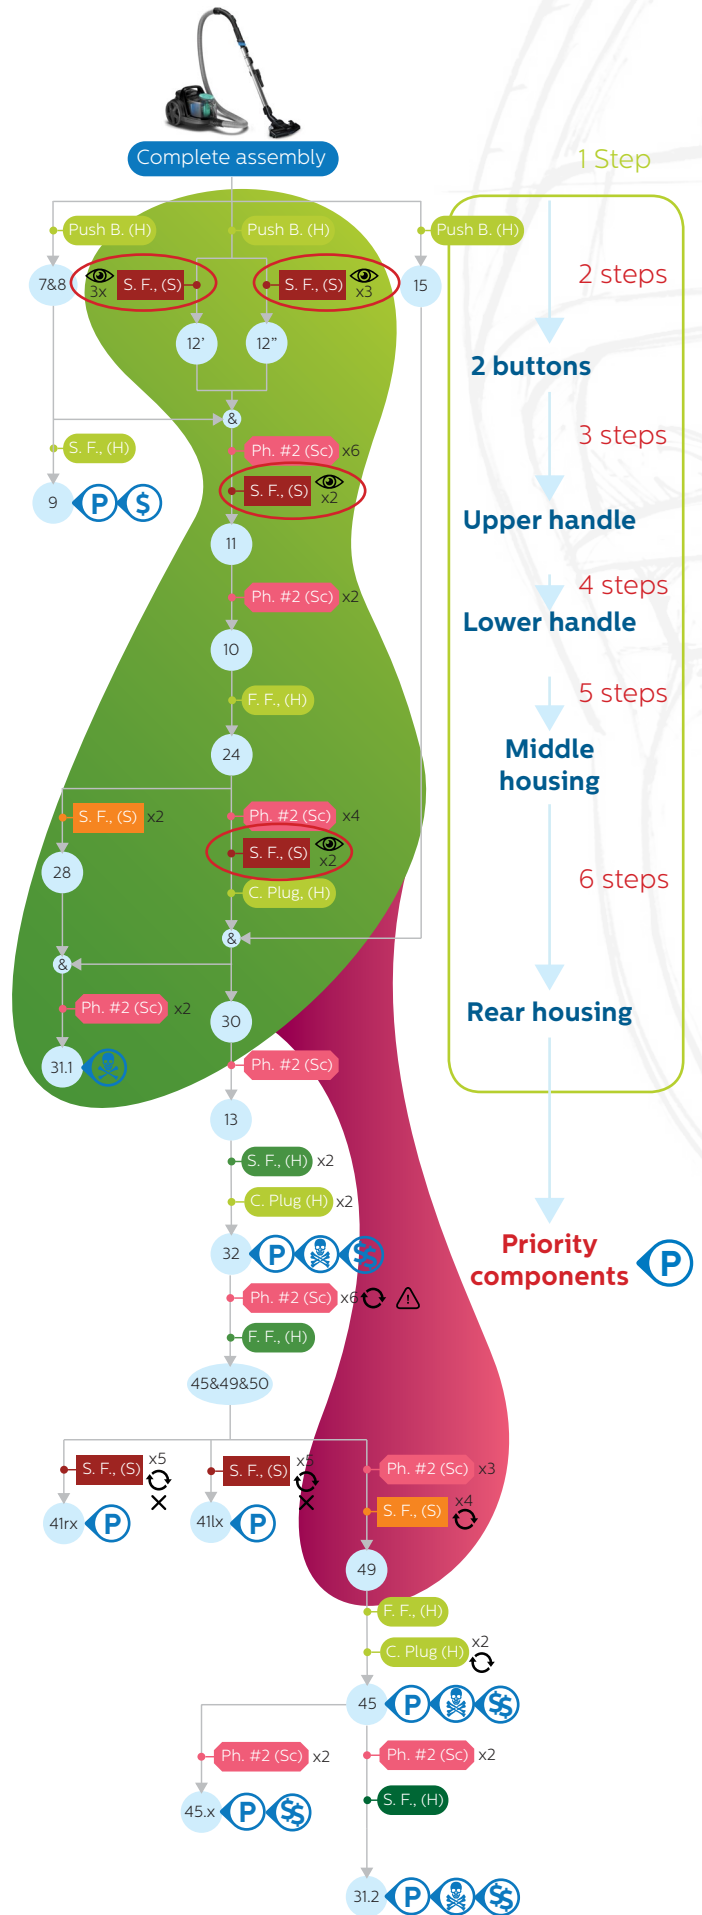 Complete assembly
1 Step
Push B. (H)
Push B. (H)
Push B. (H)
7&8
3x
S. F., (S)
S. F., (S)
x3
15
2 steps
12'
12"
2 buttons
&
3 steps
S. F., (H)
Ph. #2 (Sc) x6
S. F., (S)
x2
9
P
$
Upper handle
11
4 steps
Ph. #2 (Sc) x2
Lower handle
10
5 steps
F. F., (H)
24
Middle
housing
S. F., (S) x2
Ph. #2 (Sc) x4
S. F., (S)
x2
28
6 steps
C. Plug, (H)
&
&
Ph. #2 (Sc) x2
30
Rear housing
31.1
Ph. #2 (Sc)
13
S. F., (H) x2
C. Plug (H) x2
32
P
$$
Priority
components
P
Ph. #2 (Sc) x6
!
F. F., (H)
45&49&50
S. F., (S)
x5
S. F., (S)
x5
Ph. #2 (Sc) x3
S. F., (S)
x4
41rx
P
41lx
P
49
F. F., (H)
C. Plug (H)
x2
45
P
$$
Ph. #2 (Sc) x2
Ph. #2 (Sc) x2
45.x
P
$$
S. F., (H)
31.2
P
$$